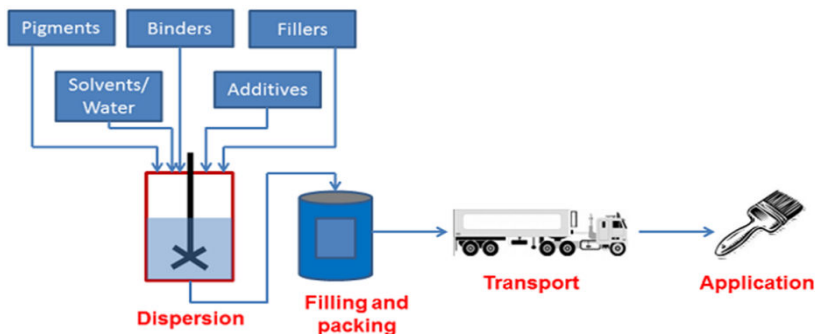 Pigments
Binders
Fillers
Solvents/
Water
Additives
Dispersion
Filling and
packing
Transport
Application